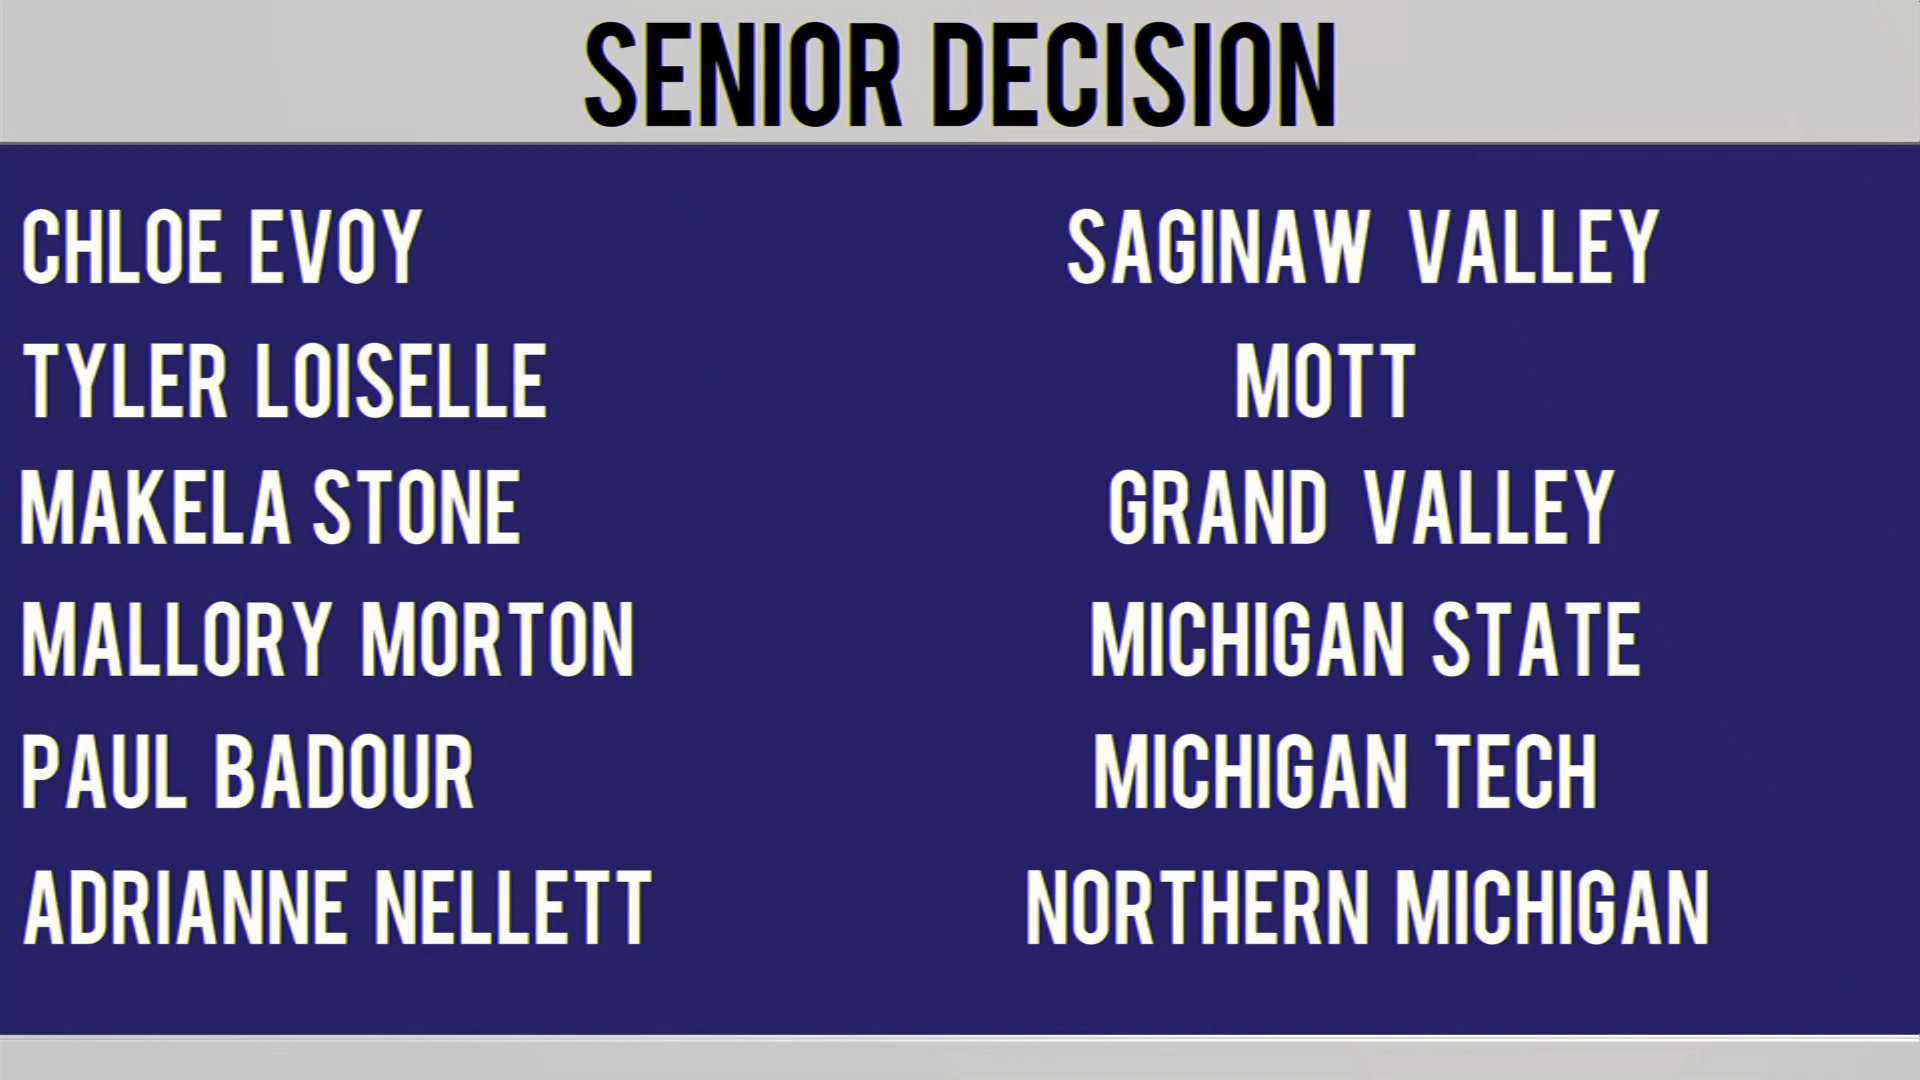 SENIOR DECISION
CHLOE EVOY SAGINAW VALLEY
TYLER LOISELLE MOTT
MAKELA STONE GRAND VALLEY
MALLORY MORTON MICHIGAN STATE
PAUL BADOUR MICHIGAN TECH
ADRIANNE NELLETT NORTHERN MICHIGAN